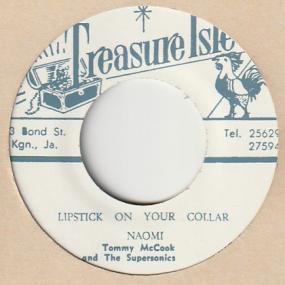 Treasure Isle
3 Bond St.
Kgn., Ja.
Tel. 25629
27594
LIPSTICK ON YOUR COLLAR
NAOMI
Tommy McCook
and The Supersonics